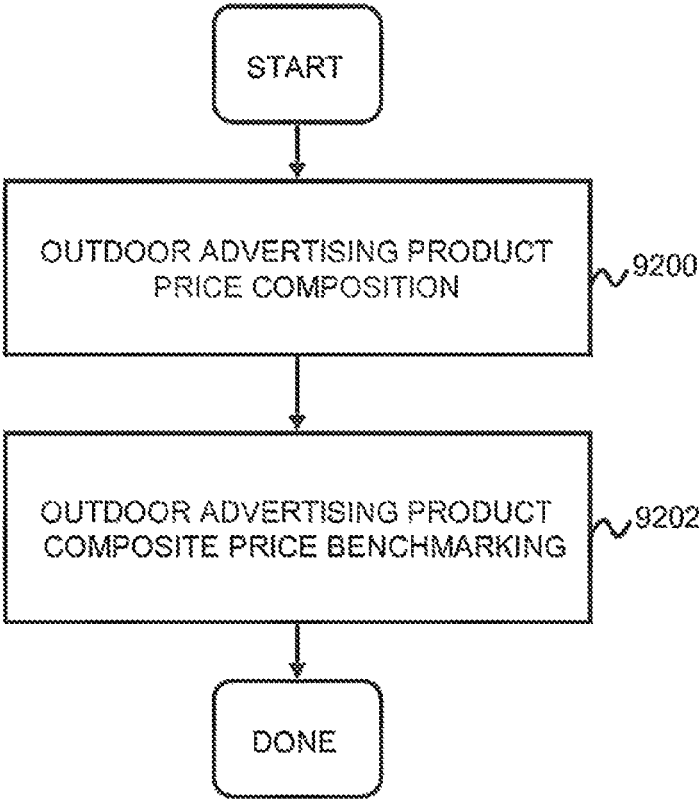 START
OUTDOOR ADVERTISING PRODUCT
PRICE COMPOSITION
9200
OUTDOOR ADVERTISING PRODUCT
COMPOSITE PRICE BENCHMARKING
9202
DONE